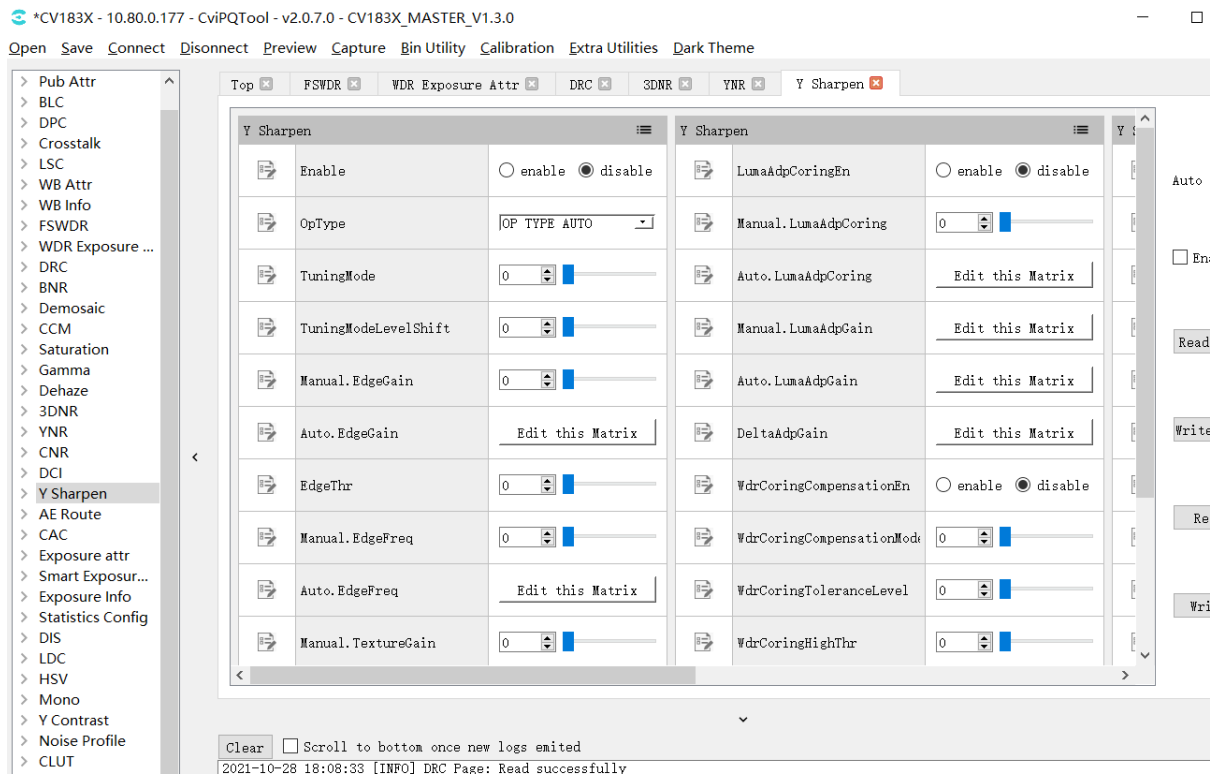 *CV183X - 10.80.0.177 - CviPQTool - v2.0.7.0 - CV183X_MASTER_V1.3.0
Open Save Connect Disonnect Preview Capture Bin Utility Calibration Extra Utilities Dark Theme
Pub Attr
BLC
DPC
Crosstalk
LSC
WB Attr
WB Info
FSWDR
WDR Exposure ...
DRC
BNR
Demosaic
CCM
Saturation
Gamma
Dehaze
3DNR
YNR
CNR
DCI
Y Sharpen
AE Route
CAC
Exposure attr
Smart Exposur...
Exposure Info
Statistics Config
DIS
LDC
HSV
Mono
Y Contrast
Noise Profile
CLUT
Top FSWDR WDR Exposure Attr DRC 3DNR YNR Y Sharpen
Y Sharpen
Enable enable disable
OpType OP TYPE AUTO
TuningMode 0
TuningModeLevelShift 0
Manual.EdgeGain 0
Auto.EdgeGain Edit this Matrix
EdgeThr 0
Manual.EdgeFreq 0
Auto.EdgeFreq Edit this Matrix
Manual.TextureGain 0
Y Sharpen
LumaAdpCoringEn enable disable
Manual.LumaAdpCoring 0
Auto.LumaAdpCoring Edit this Matrix
Manual.LumaAdpGain Edit this Matrix
Auto.LumaAdpGain Edit this Matrix
DeltaAdpGain Edit this Matrix
WdrCoringCompensationEn enable disable
WdrCoringCompensationMode 0
WdrCoringToleranceLevel 0
WdrCoringHighThr 0
Y
Auto
Ena
Read
Write
Re
Wri
Clear Scroll to bottom once new logs emited
2021-10-28 18:08:33 [INFO] DRC Page: Read successfully